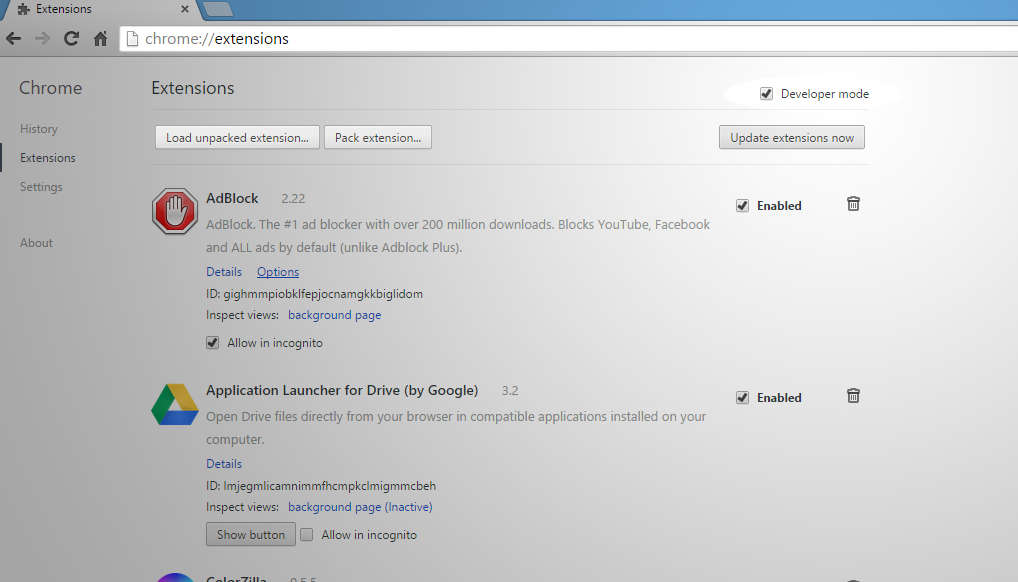 Extensions
chrome://extensions
Chrome
Extensions
Developer mode
History
Extensions
Settings
About
Load unpacked extension...
Pack extension...
Update extensions now
AdBlock 2.22
Enabled
AdBlock. The #1 ad blocker with over 200 million downloads. Blocks YouTube, Facebook
and ALL ads by default (unlike Adblock Plus).
Details Options
ID: gighmmpiobklfepjocnamgkkbiglidom
Inspect views: background page
Allow in incognito
Application Launcher for Drive (by Google) 3.2
Enabled
Open Drive files directly from your browser in compatible applications installed on your
computer.
Details
ID: lmjegmlicamnimmfhcmpkclmigmmcbeh
Inspect views: background page (Inactive)
Show button Allow in incognito
ColorZilla 0.5.5